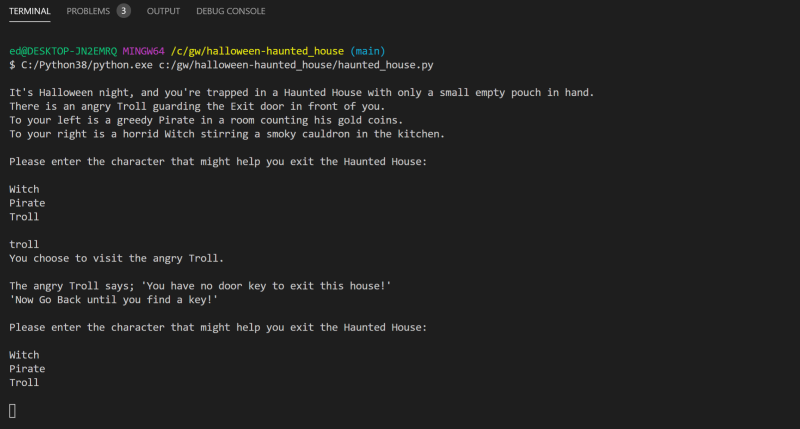 TERMINAL PROBLEMS 3 OUTPUT DEBUG CONSOLE
ed@DESKTOP-JN2EMRQ MINGW64 /c/gw/halloween-haunted_house (main)
$ C:/Python38/python.exe c:/gw/halloween-haunted_house/haunted_house.py
It's Halloween night, and you're trapped in a Haunted House with only a small empty pouch in hand.
There is an angry Troll guarding the Exit door in front of you.
To your left is a greedy Pirate in a room counting his gold coins.
To your right is a horrid Witch stirring a smoky cauldron in the kitchen.
Please enter the character that might help you exit the Haunted House:
Witch
Pirate
Troll
troll
You choose to visit the angry Troll.
The angry Troll says; 'You have no door key to exit this house!'
'Now Go Back until you find a key!'
Please enter the character that might help you exit the Haunted House:
Witch
Pirate
Troll